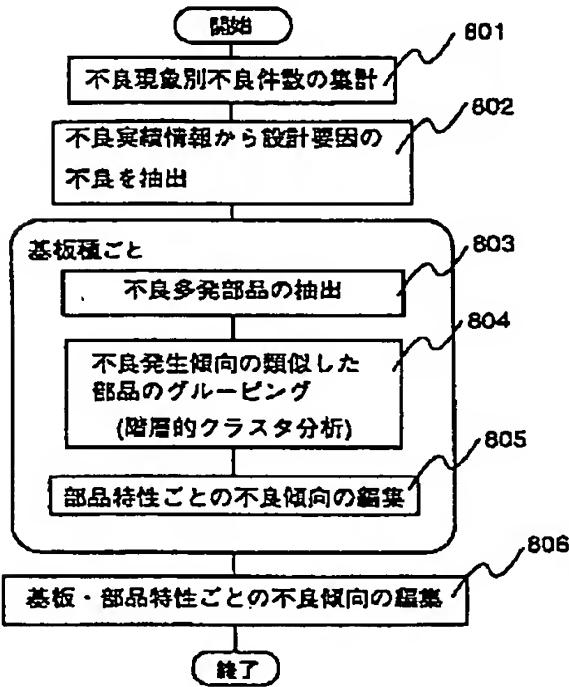 開始
801
不良現象別不良件数の集計
802
不良実績情報から設計要因の
不良を抽出
基板種ごと
803
不良多発部品の抽出
804
不良発生傾向の類似した
部品のグルーピング
(階層的クラスタ分析)
805
部品特性ごとの不良傾向の編集
806
基板・部品特性ごとの不良傾向の編集
終了